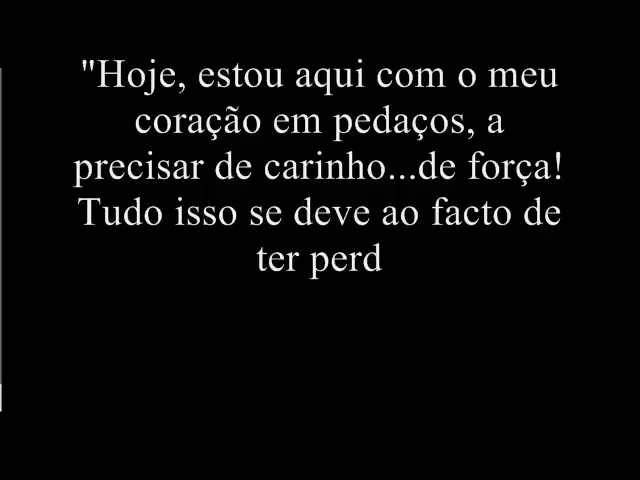 "Hoje, estou aqui com o meu
coração em pedaços, a
precisar de carinho...de força!
Tudo isso se deve ao facto de
ter perd